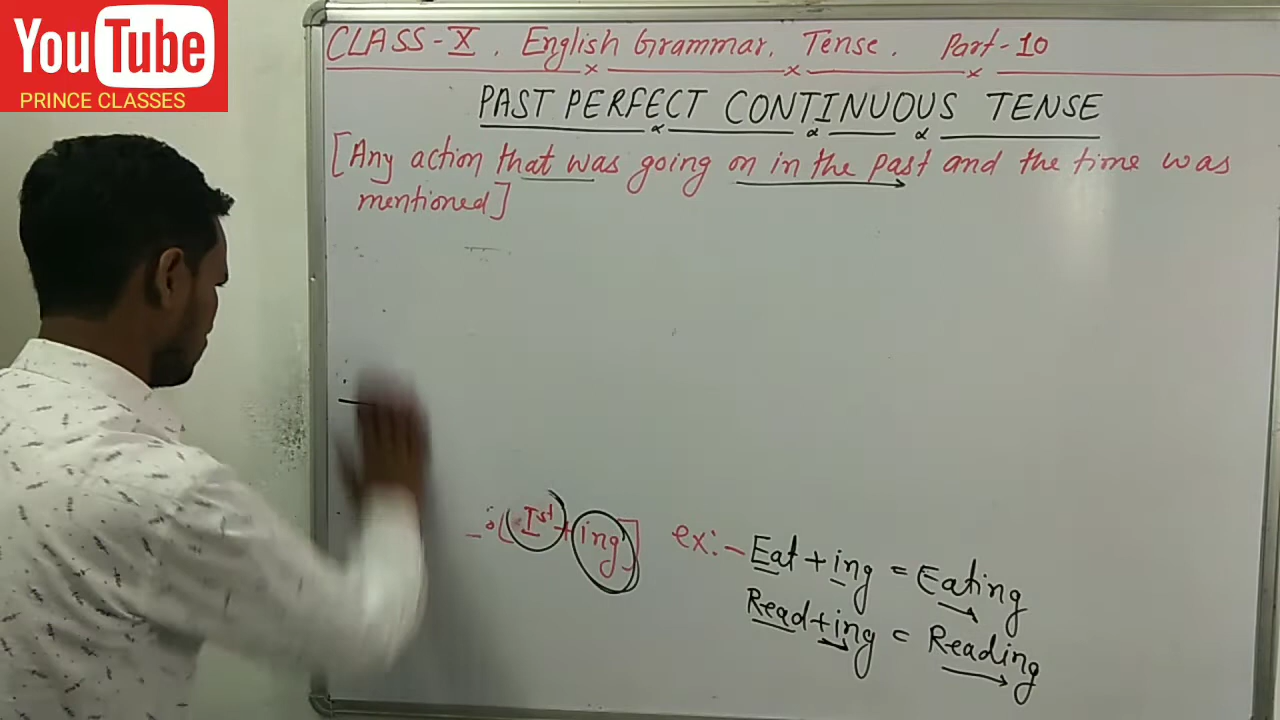 YouTube
PRINCE CLASSES
CLASS-X. English Grammar. Tense. Part-10
PAST PERFECT CONTINUOUS TENSE
[Any action that was going on in the past and the time was
mentioned]
[Ist + ing] ex:- Eat + ing = Eating
Read + ing = Reading